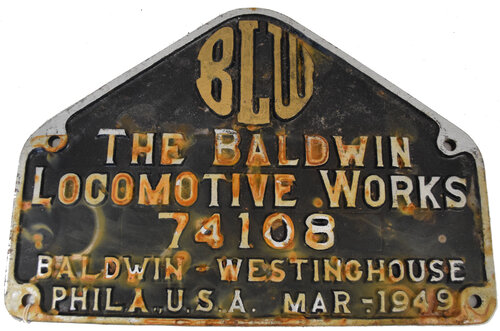 BLW
THE BALDWIN
LOCOMOTIVE WORKS
74108
BALDWIN - WESTINGHOUSE
PHILA., U.S.A. MAR - 1949